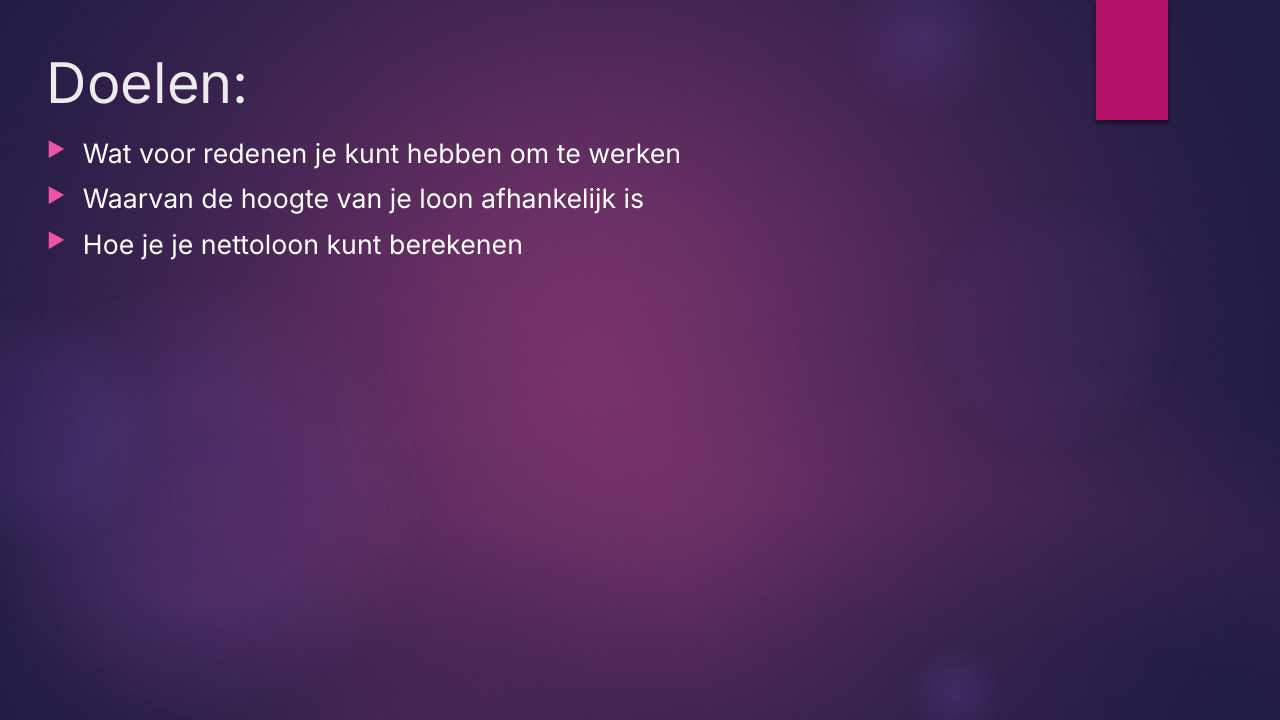 Doelen:
Wat voor redenen je kunt hebben om te werken
Waarvan de hoogte van je loon afhankelijk is
Hoe je je nettoloon kunt berekenen